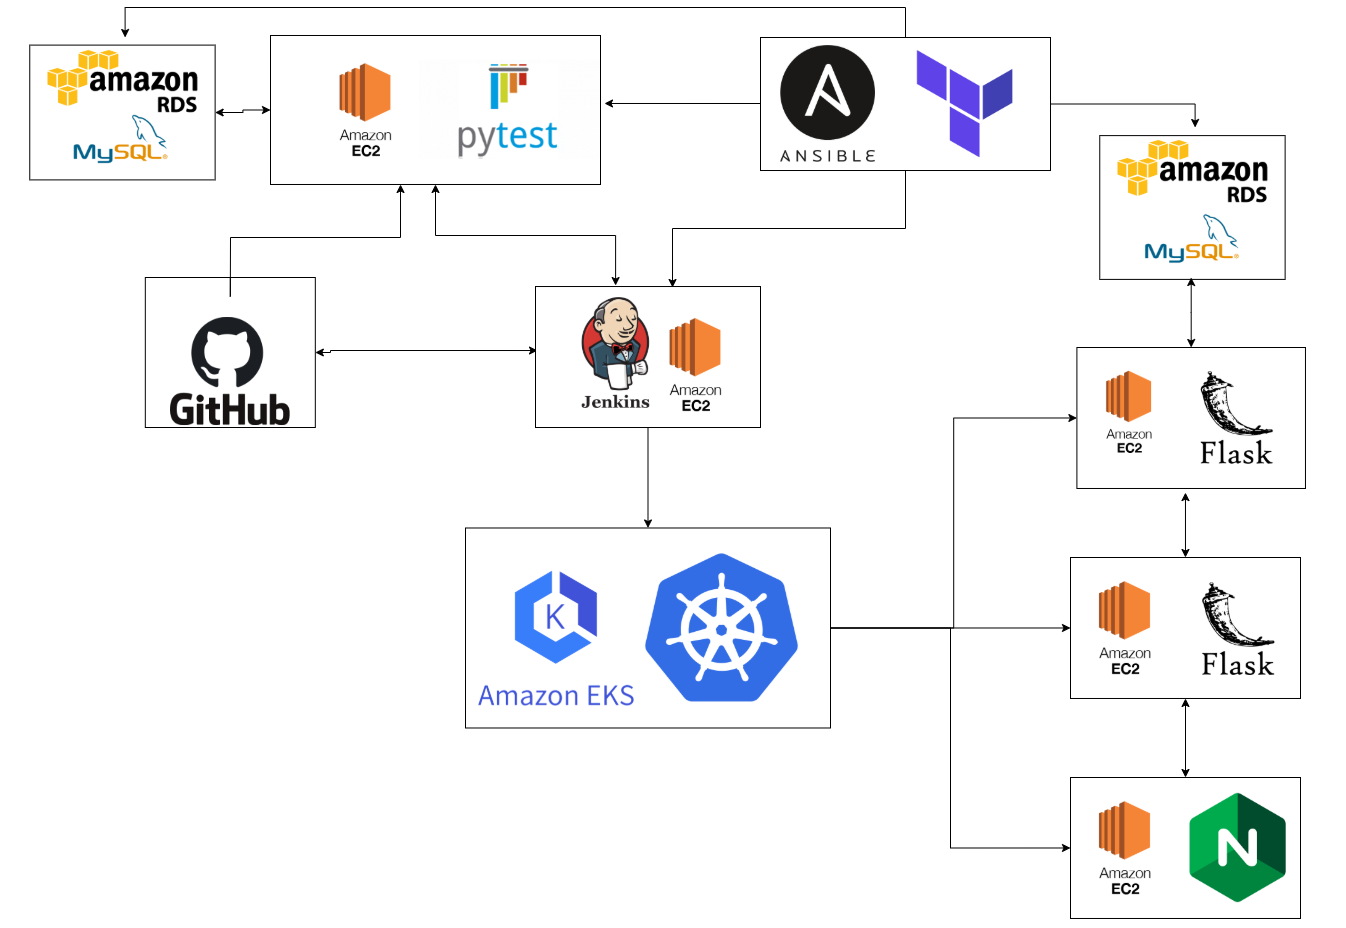 amazon
RDS
MySQL®
Amazon
EC2
pytest
ANSIBLE
amazon
RDS
MySQL®
GitHub
Jenkins
Amazon
EC2
Amazon
EC2
Flask
K
Amazon EKS
Amazon
EC2
Flask
Amazon
EC2
N